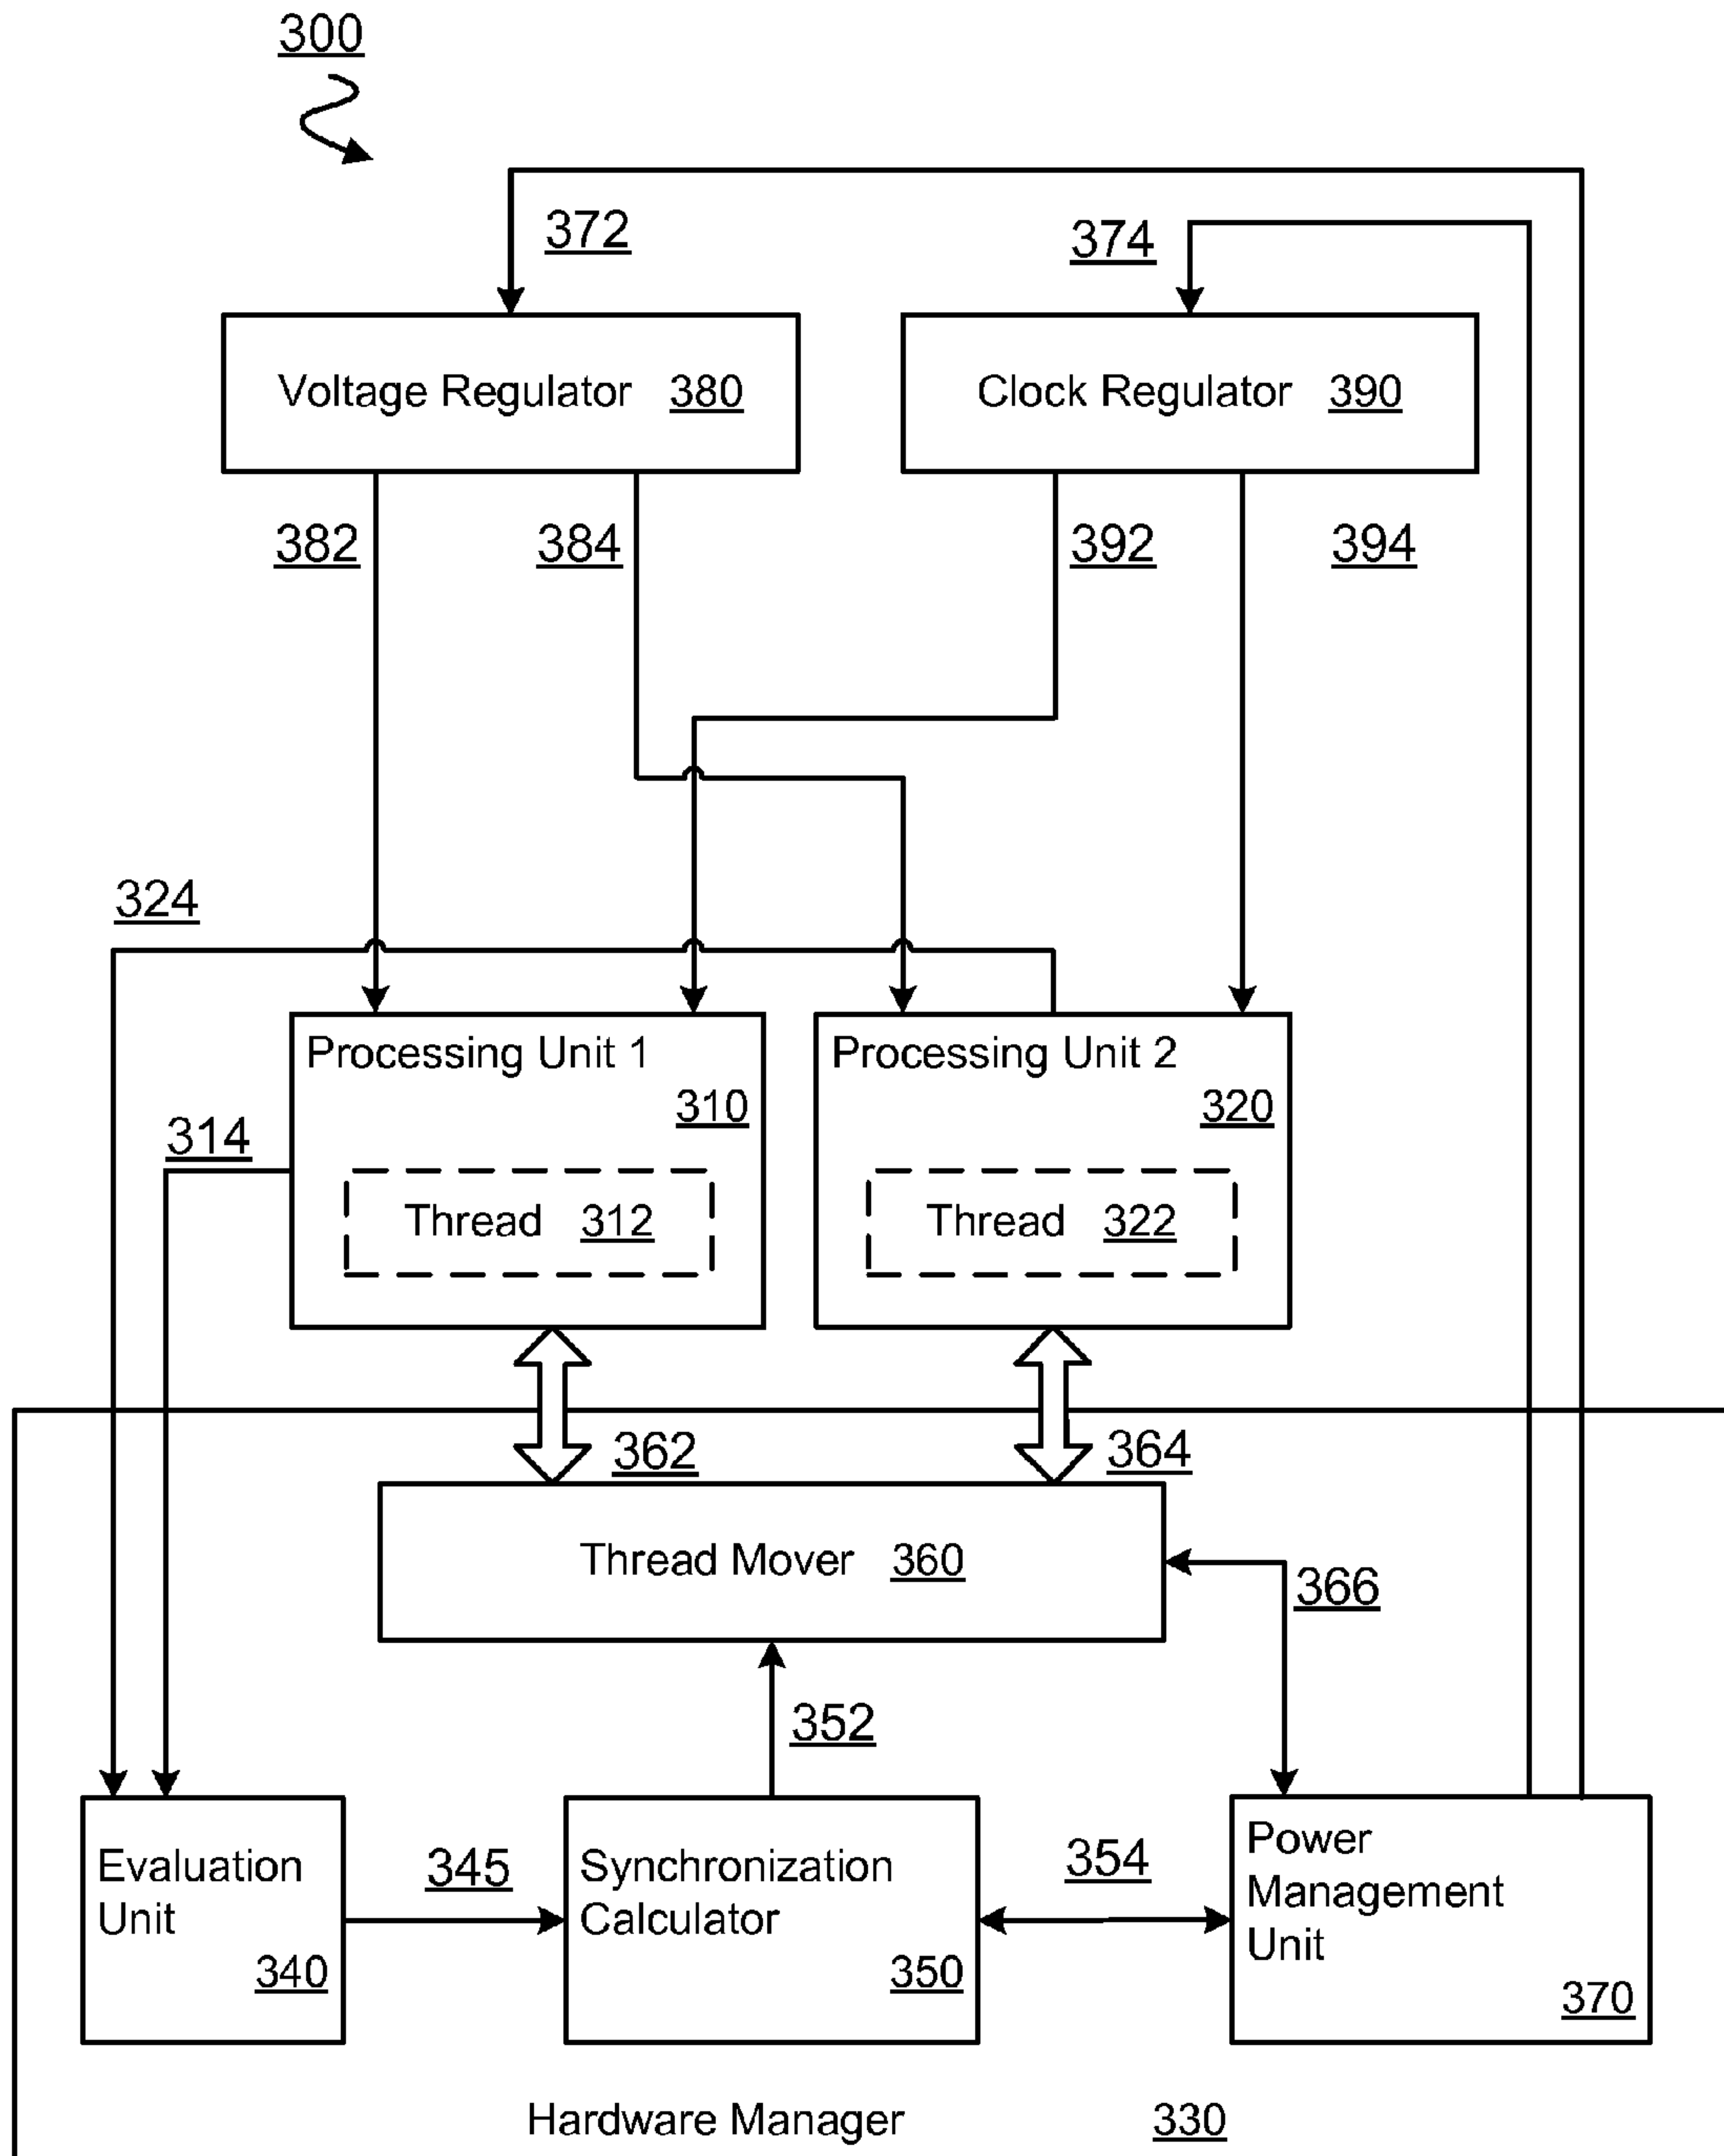 300
372
374
Voltage Regulator 380
Clock Regulator 390
382
384
392
394
324
Processing Unit 1
310
Processing Unit 2
320
314
Thread 312
Thread 322
362
364
Thread Mover 360
366
352
Evaluation
Unit
340
345
Synchronization
Calculator
350
354
Power
Management
Unit
370
Hardware Manager 330